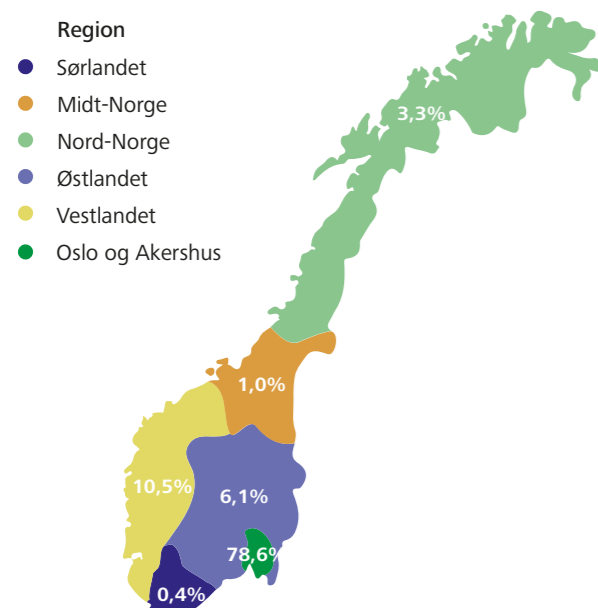 Region
Sørlandet
Midt-Norge
Nord-Norge
Østlandet
Vestlandet
Oslo og Akershus
3,3%
1,0%
10,5%
6,1%
78,6%
0,4%